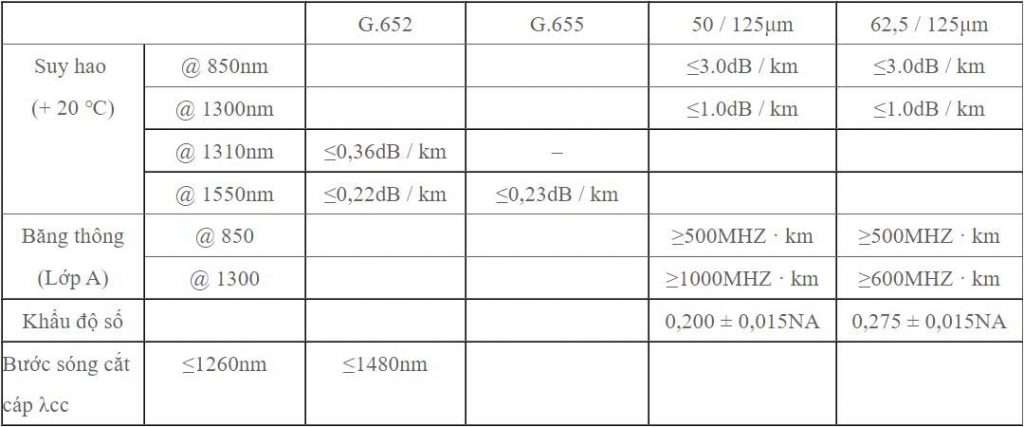 G.652 G.655 50 / 125μm 62,5 / 125μm
Suy hao @ 850nm ≤3.0dB / km ≤3.0dB / km
(+ 20 ℃) @ 1300nm ≤1.0dB / km ≤1.0dB / km
@ 1310nm ≤0,36dB / km –
@ 1550nm ≤0,22dB / km ≤0,23dB / km
Băng thông @ 850 ≥500MHZ · km ≥500MHZ · km
(Lớp A) @ 1300 ≥1000MHZ · km ≥600MHZ · km
Khẩu độ số 0,200 ± 0,015NA 0,275 ± 0,015NA
Bước sóng cắt ≤1260nm ≤1480nm
cáp λcc